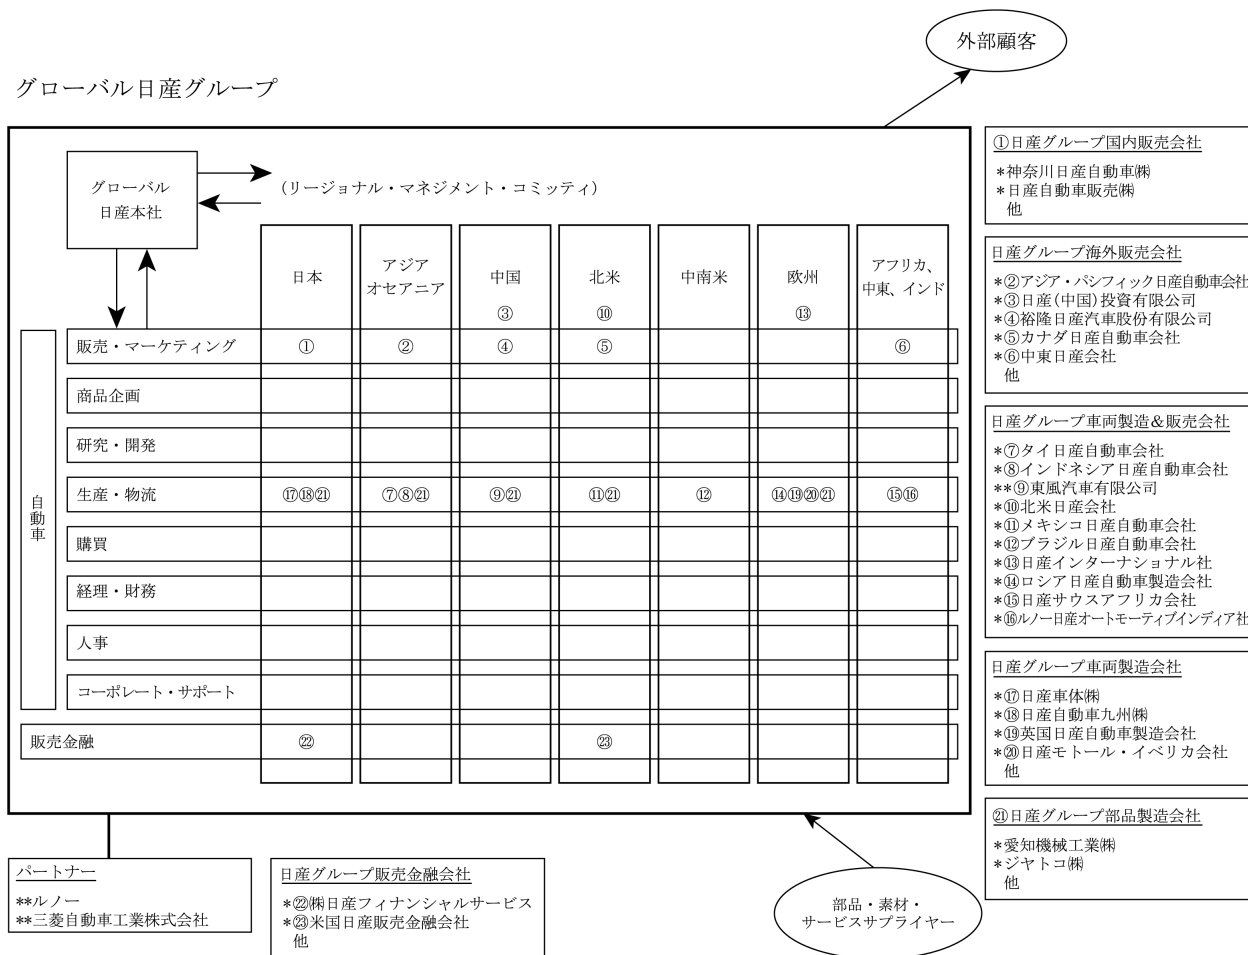 外部顧客
グローバル日産グループ
グローバル
日産本社
（リージョナル・マネジメント・コミッティ）
日本
アジア
オセアニア
中国
③
北米
⑩
中南米
欧州
⑬
アフリカ、
中東、インド
自動車
販売・マーケティング ① ② ④ ⑤ ⑥
商品企画
研究・開発
生産・物流 ⑰⑱㉑ ⑦⑧㉑ ⑨㉑ ⑪㉑ ⑫ ⑭⑲⑳㉑ ⑮⑯
購買
経理・財務
人事
コーポレート・サポート
販売金融 ㉒ ㉓
①日産グループ国内販売会社
*神奈川日産自動車㈱
*日産自動車販売㈱
他
日産グループ海外販売会社
*②アジア・パシフィック日産自動車会社
*③日産(中国)投資有限公司
*④裕隆日産汽車股份有限公司
*⑤カナダ日産自動車会社
*⑥中東日産会社
他
日産グループ車両製造&販売会社
*⑦タイ日産自動車会社
*⑧インドネシア日産自動車会社
**⑨東風汽車有限公司
*⑩北米日産会社
*⑪メキシコ日産自動車会社
*⑫ブラジル日産自動車会社
*⑬日産インターナショナル社
*⑭ロシア日産自動車製造会社
*⑮日産サウスアフリカ会社
*⑯ルノー日産オートモーティブインディア社
日産グループ車両製造会社
*⑰日産車体㈱
*⑱日産自動車九州㈱
*⑲英国日産自動車製造会社
*⑳日産モトール・イベリカ会社
他
㉑日産グループ部品製造会社
*愛知機械工業㈱
*ジヤトコ㈱
他
パートナー
**ルノー
**三菱自動車工業株式会社
日産グループ販売金融会社
*㉒㈱日産フィナンシャルサービス
*㉓米国日産販売金融会社
他
部品・素材・
サービスサプライヤー